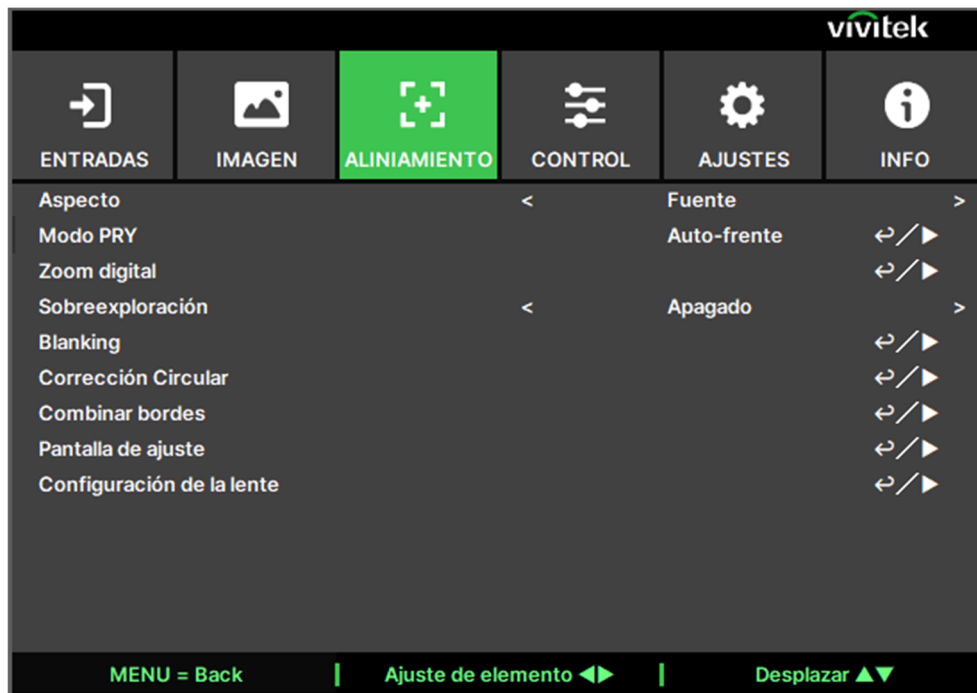 vivitek
ENTRADAS IMAGEN ALINIAMIENTO CONTROL AJUSTES INFO
Aspecto < Fuente >
Modo PRY Auto-frente ↩/▶
Zoom digital ↩/▶
Sobreexploración < Apagado >
Blanking ↩/▶
Corrección Circular ↩/▶
Combinar bordes ↩/▶
Pantalla de ajuste ↩/▶
Configuración de la lente ↩/▶
MENU = Back | Ajuste de elemento ◀▶ | Desplazar ▲▼